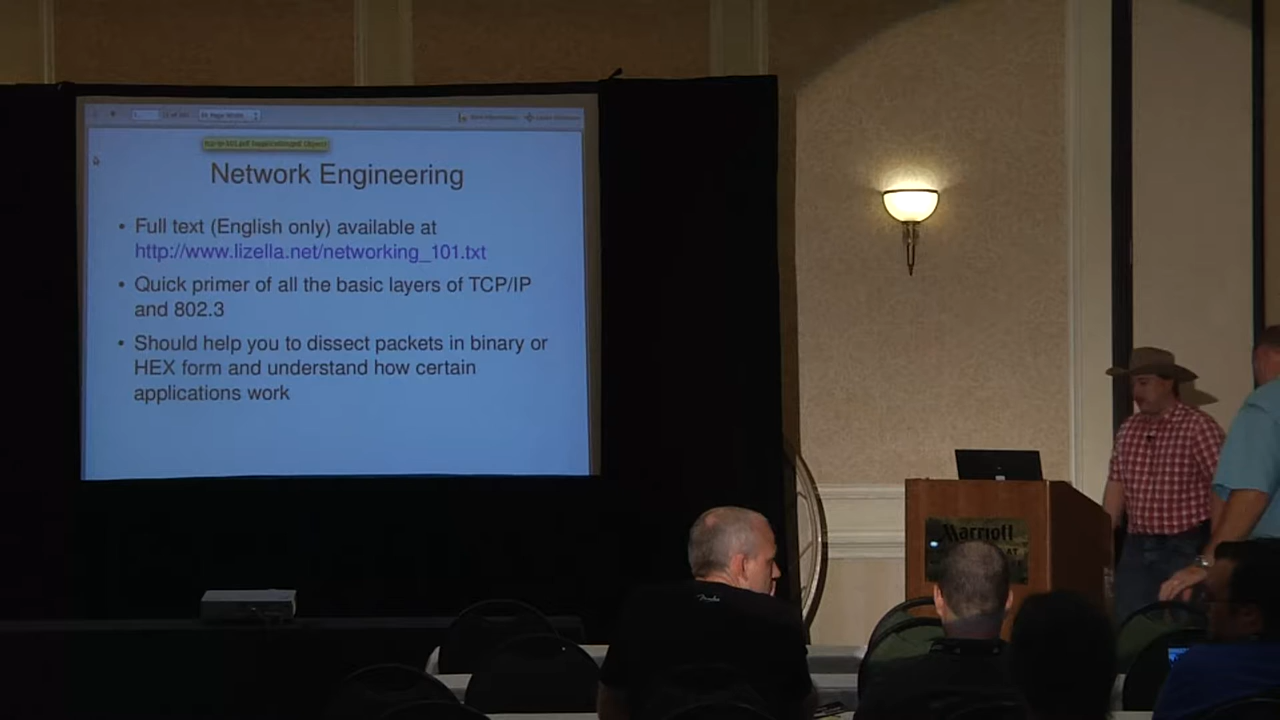 Network Engineering
• Full text (English only) available at
http://www.lizella.net/networking_101.txt
• Quick primer of all the basic layers of TCP/IP
and 802.3
• Should help you to dissect packets in binary or
HEX form and understand how certain
applications work
Marriott
AT
Fender